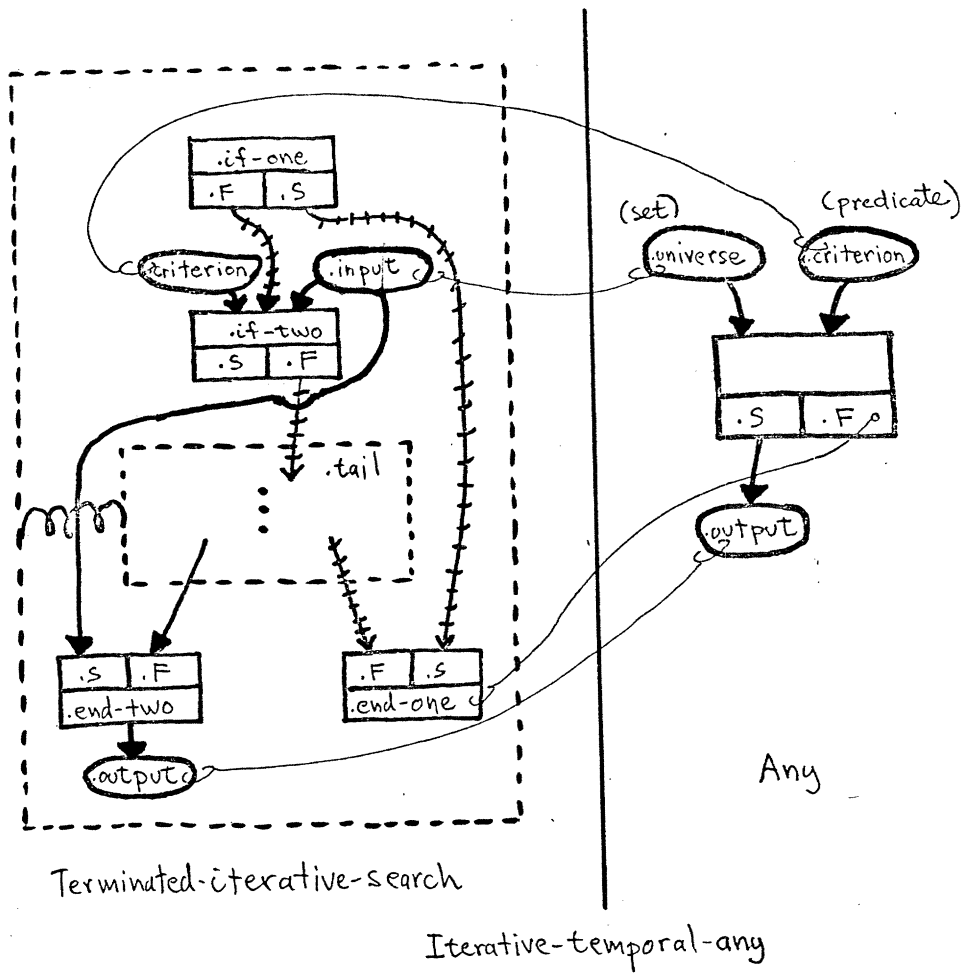 .if-one
.F .S
.criterion
.input
.if-two
.S .F
.tail
.S .F
.end-two
.F .S
.end-one
.output
Terminated-iterative-search
(set)
(predicate)
.universe
.criterion
.S .F
.output
Any
Iterative-temporal-any